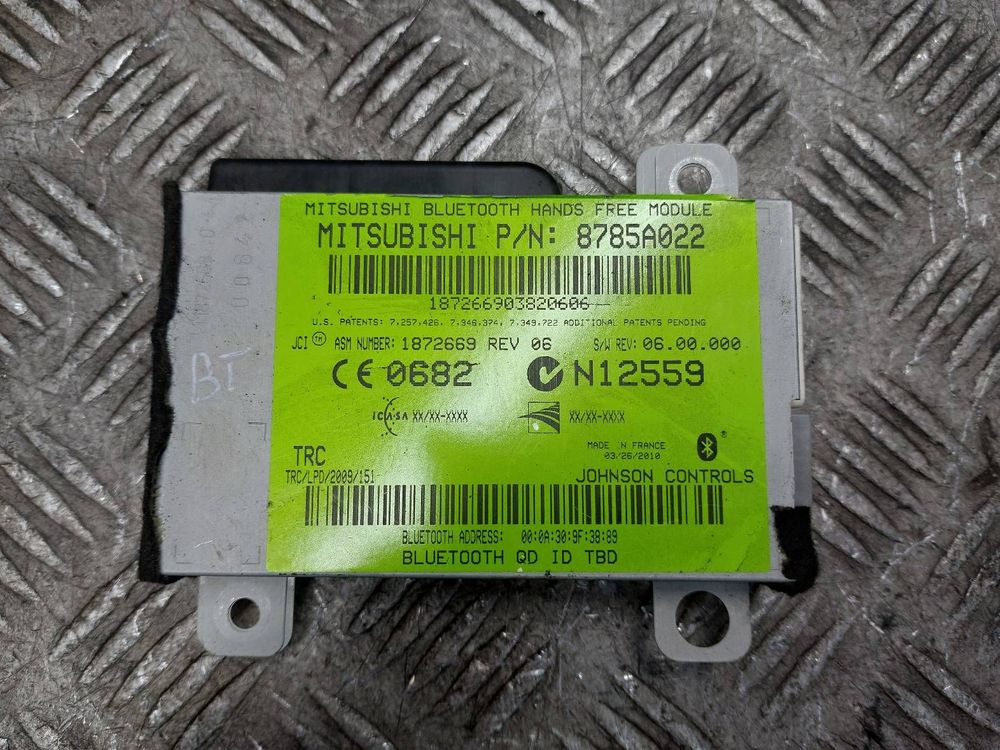 MITSUBISHI BLUETOOTH HANDS FREE MODULE
MITSUBISHI P/N: 8785A022
187266903820606
U.S. PATENTS: 7,257,426, 7,346,374, 7,349,722 ADDITIONAL PATENTS PENDING
JCI TM ASM NUMBER: 1872669 REV 06 S/W REV: 06.00.000
CE 0682 N12559
ICASA XX/XX-XXXX XX/XX-XXXX
MADE IN FRANCE
03/26/2010
TRC
TRC/LPD/2009/151
JOHNSON CONTROLS
BLUETOOTH ADDRESS: 00:0A:30:9F:38:89
BLUETOOTH QD ID TBD
BT